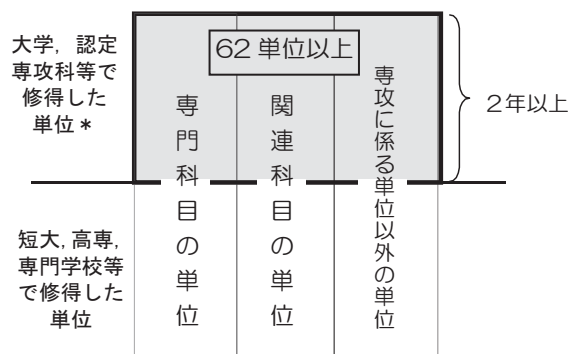 大学，認定
専攻科等で
修得した
単位＊
62 単位以上
専門科目の単位
関連科目の単位
専攻に係る単位以外の単位
2年以上
短大，高専，
専門学校等
で修得した
単位